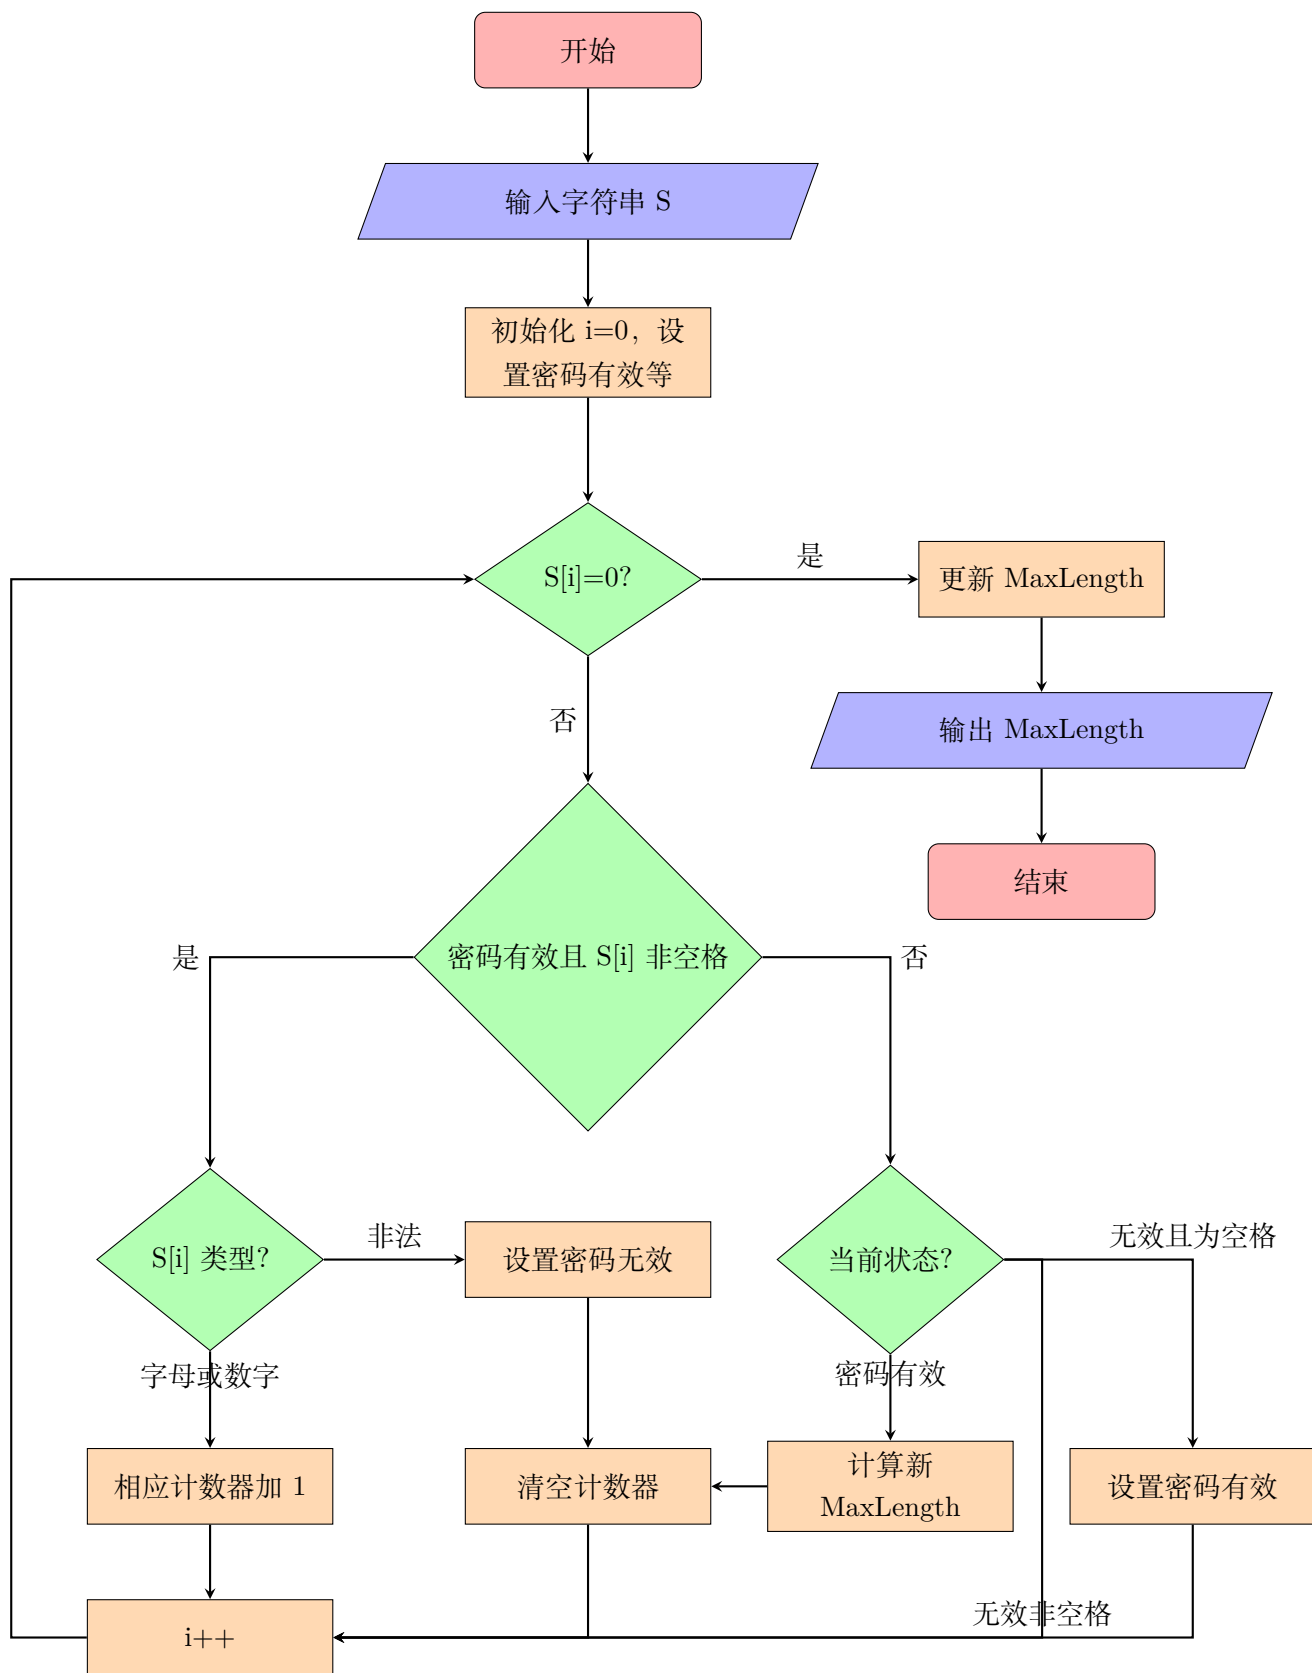 开始
输入字符串 S
初始化 i=0，设
置密码有效等
S[i]=0?
是
更新 MaxLength
否
输出 MaxLength
结束
是
密码有效且 S[i] 非空格
否
S[i] 类型?
非法
设置密码无效
当前状态?
无效且为空格
字母或数字
密码有效
相应计数器加 1
清空计数器
计算新
MaxLength
设置密码有效
无效非空格
i++